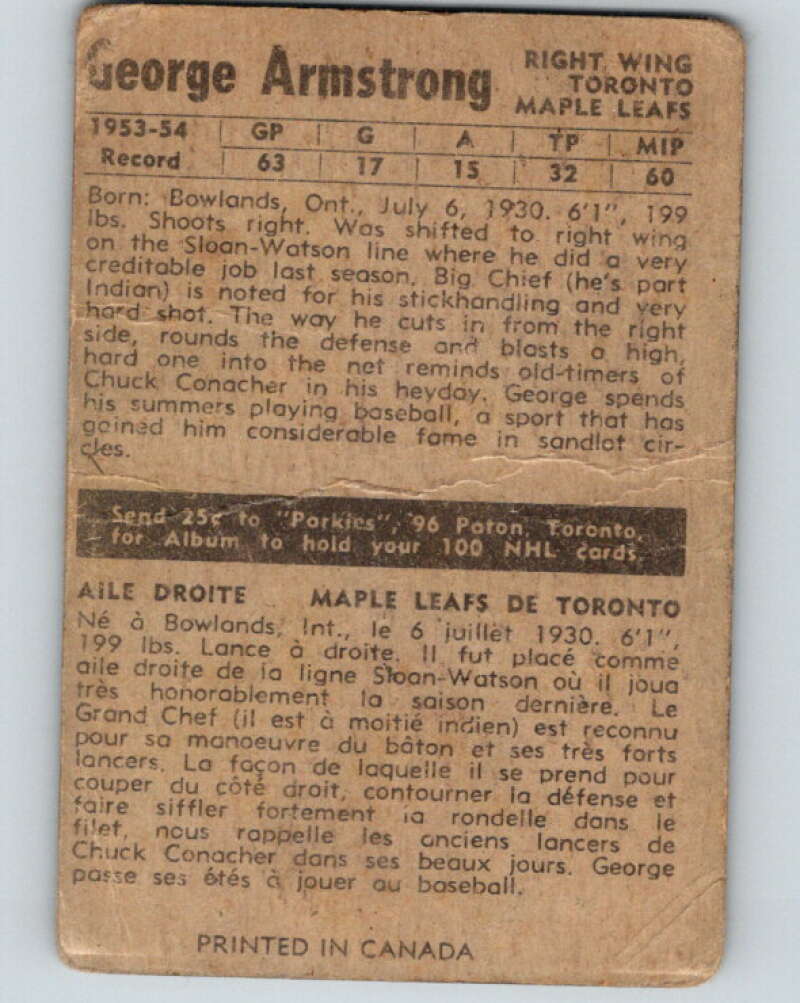 George Armstrong
RIGHT WING
TORONTO
MAPLE LEAFS
1953-54 | GP | G | A | TP | MIP
Record | 63 | 17 | 15 | 32 | 60
Born: Bowlands, Ont., July 6, 1930. 6'1", 199
lbs. Shoots right. Was shifted to right wing
on the Sloan-Watson line where he did a very
creditable job last season. Big Chief (he's part
Indian) is noted for his stickhandling and very
hard shot. The way he cuts in from the right
side, rounds the defense and blasts a high,
hard one into the net reminds old-timers of
Chuck Conacher in his heyday. George spends
his summers playing baseball, a sport that has
gained him considerable fame in sandlot cir-
cles.
Send 25¢ to "Parkies", 96 Paton, Toronto,
for Album to hold your 100 NHL cards.
AILE DROITE MAPLE LEAFS DE TORONTO
Né à Bowlands, Int., le 6 juillet 1930. 6'1",
199 lbs. Lance à droite. Il fut placé comme
aile droite de la ligne Sloan-Watson où il joua
très honorablement la saison dernière. Le
Grand Chef (il est à moitié indien) est reconnu
pour sa manoeuvre du bâton et ses très forts
lancers. La façon de laquelle il se prend pour
couper du côté droit, contourner la défense et
faire siffler fortement la rondelle dans le
filet, nous rappelle les anciens lancers de
Chuck Conacher dans ses beaux jours. George
passe ses étés à jouer au baseball.
PRINTED IN CANADA